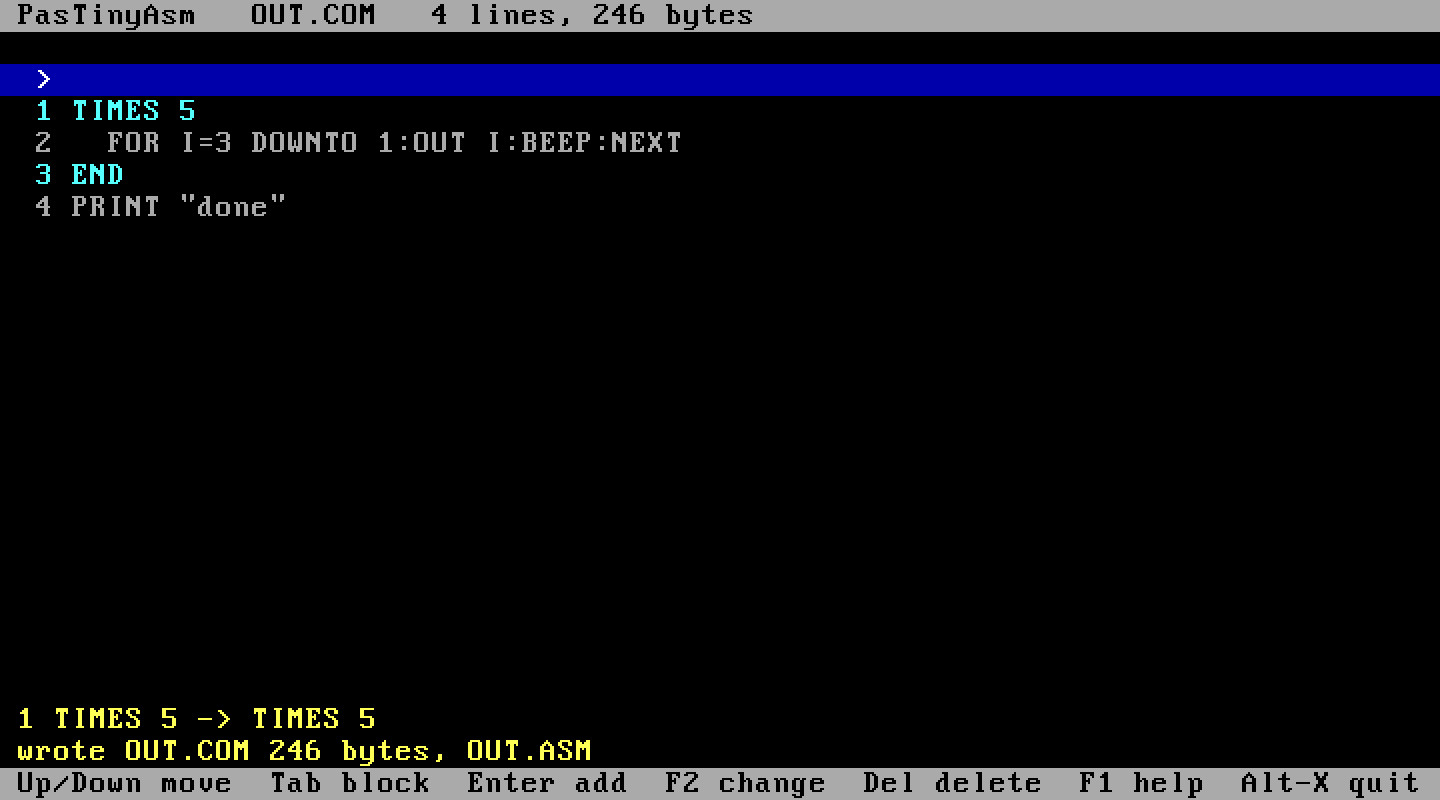 PasTinyAsm   OUT.COM   4 lines, 246 bytes
>
1 TIMES 5
2   FOR I=3 DOWNTO 1:OUT I:BEEP:NEXT
3 END
4 PRINT "done"
1 TIMES 5 -> TIMES 5
wrote OUT.COM 246 bytes, OUT.ASM
Up/Down move  Tab block  Enter add  F2 change  Del delete  F1 help  Alt-X quit